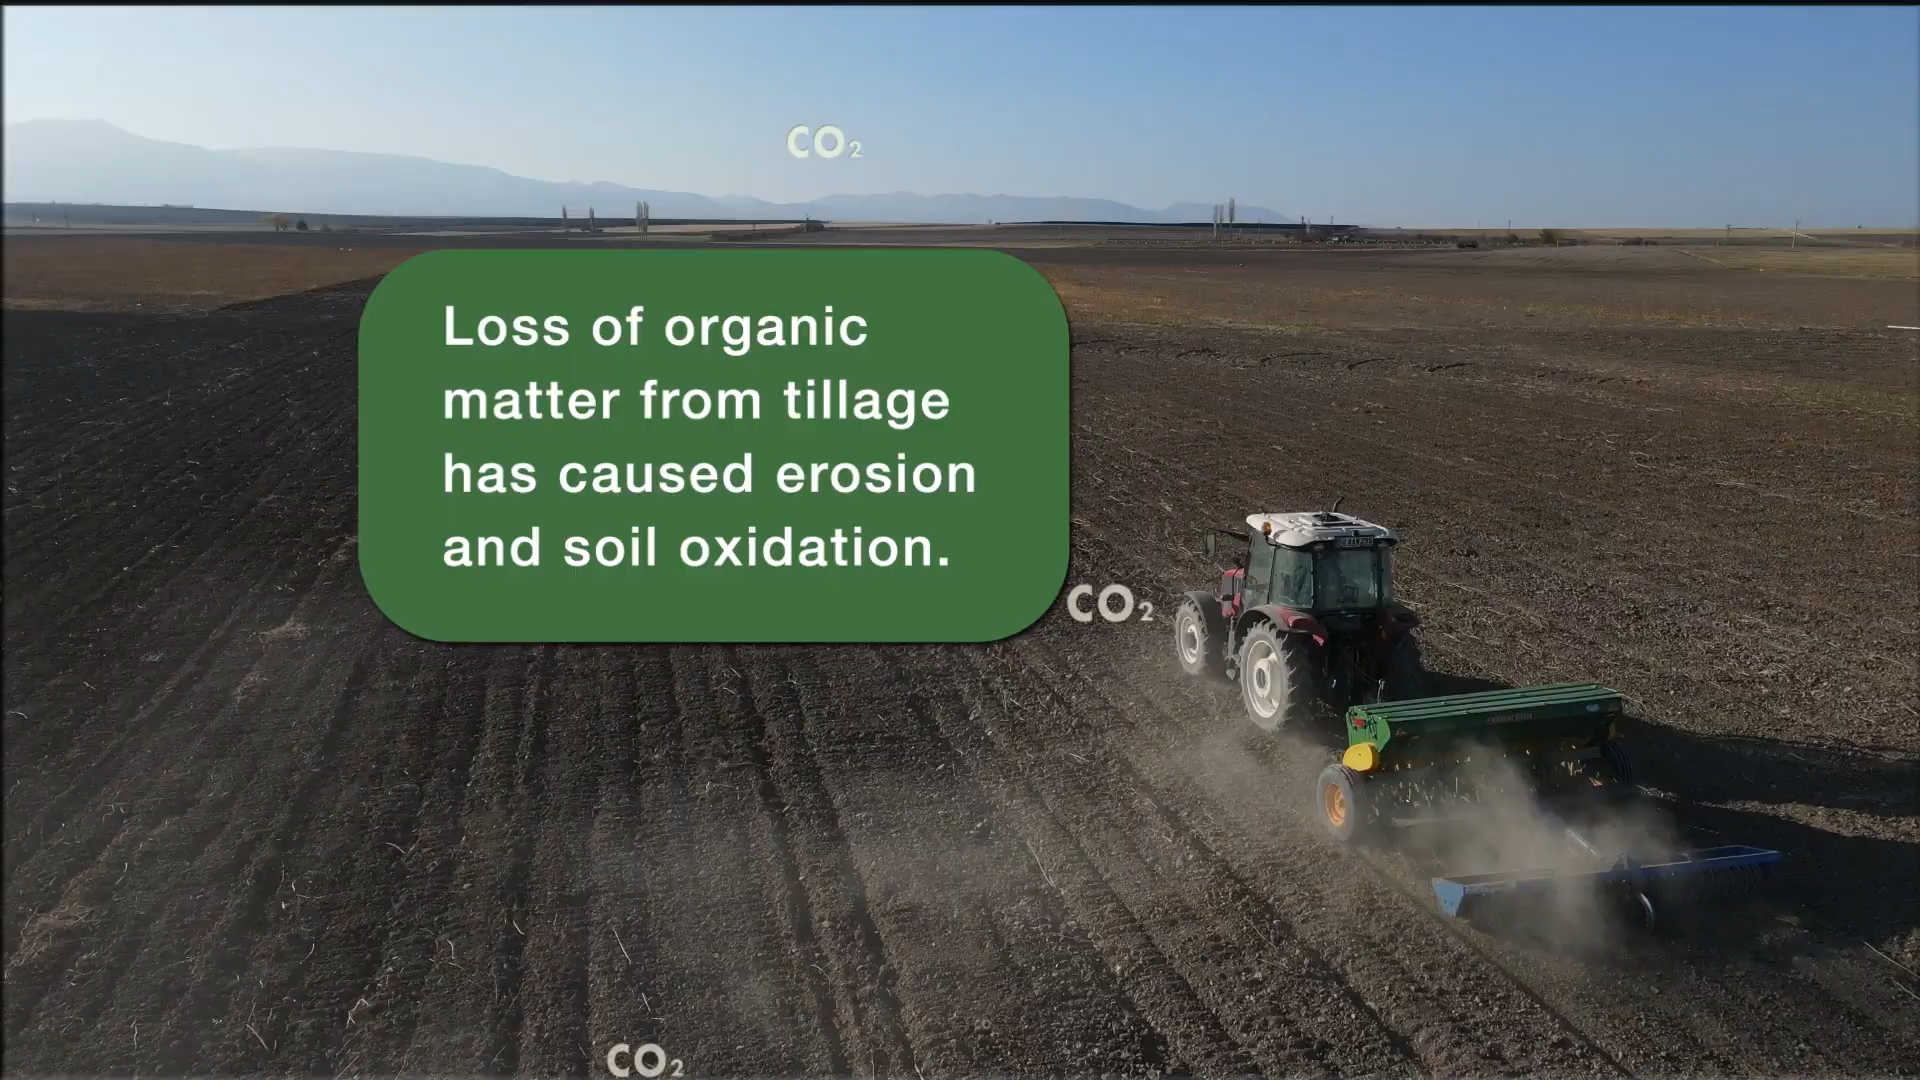 CO₂
Loss of organic
matter from tillage
has caused erosion
and soil oxidation.
CO₂
CO₂